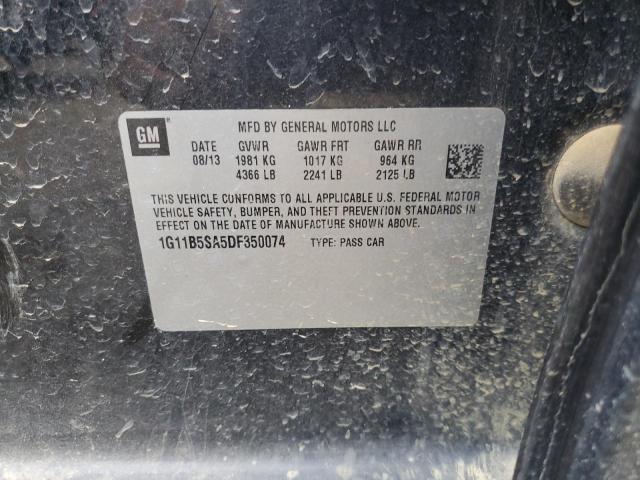 GM
MFD BY GENERAL MOTORS LLC
DATE GVWR GAWR FRT GAWR RR
08/13 1981 KG 1017 KG 964 KG
4366 LB 2241 LB 2125 LB
THIS VEHICLE CONFORMS TO ALL APPLICABLE U.S. FEDERAL MOTOR
VEHICLE SAFETY, BUMPER, AND THEFT PREVENTION STANDARDS IN
EFFECT ON THE DATE OF MANUFACTURE SHOWN ABOVE.
1G11B5SA5DF350074 TYPE: PASS CAR